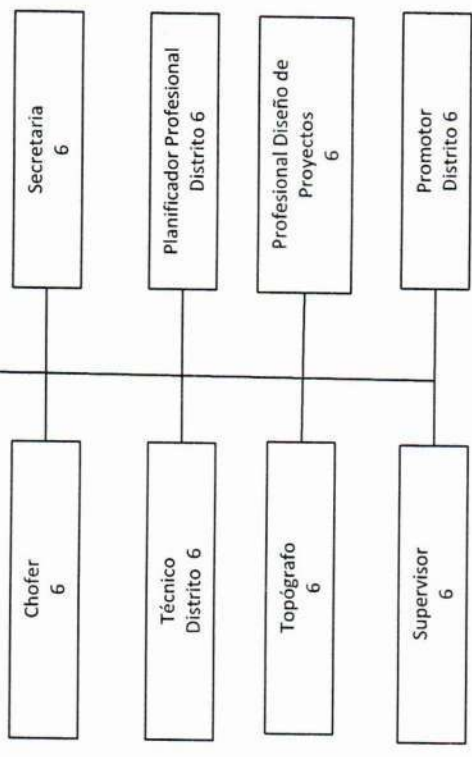 Chofer
6
Secretaria
6
Técnico
Distrito 6
Planificador Profesional
Distrito 6
Topógrafo
6
Profesional Diseño de
Proyectos
6
Supervisor
6
Promotor
Distrito 6